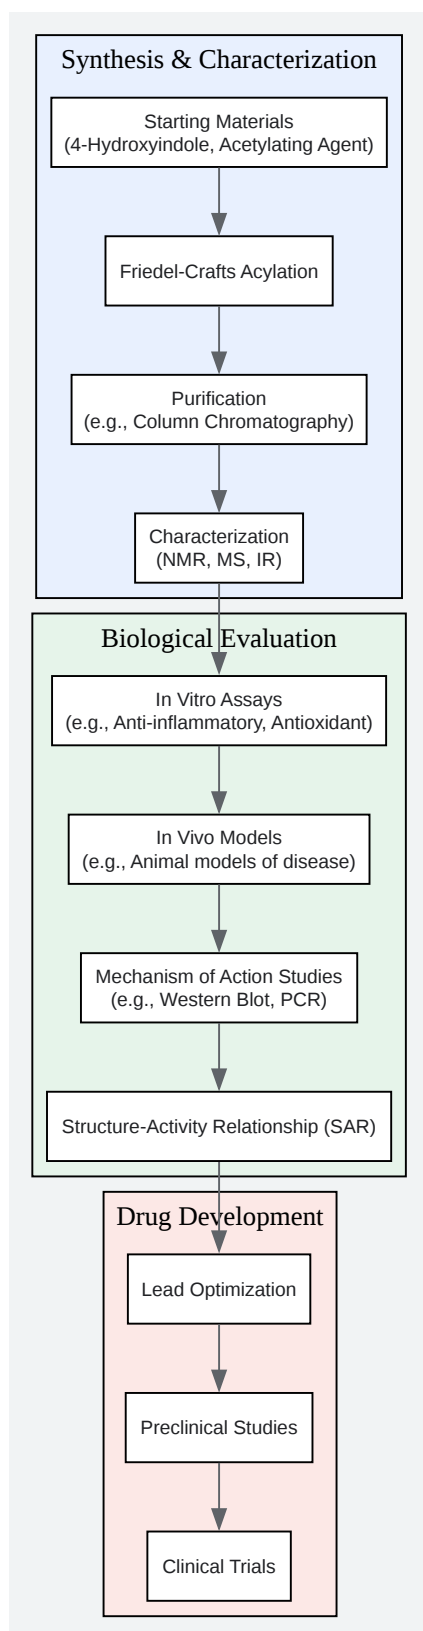 Synthesis & Characterization
Starting Materials
(4-Hydroxyindole, Acetylating Agent)
Friedel-Crafts Acylation
Purification
(e.g., Column Chromatography)
Characterization
(NMR, MS, IR)
Biological Evaluation
In Vitro Assays
(e.g., Anti-inflammatory, Antioxidant)
In Vivo Models
(e.g., Animal models of disease)
Mechanism of Action Studies
(e.g., Western Blot, PCR)
Structure-Activity Relationship (SAR)
Drug Development
Lead Optimization
Preclinical Studies
Clinical Trials